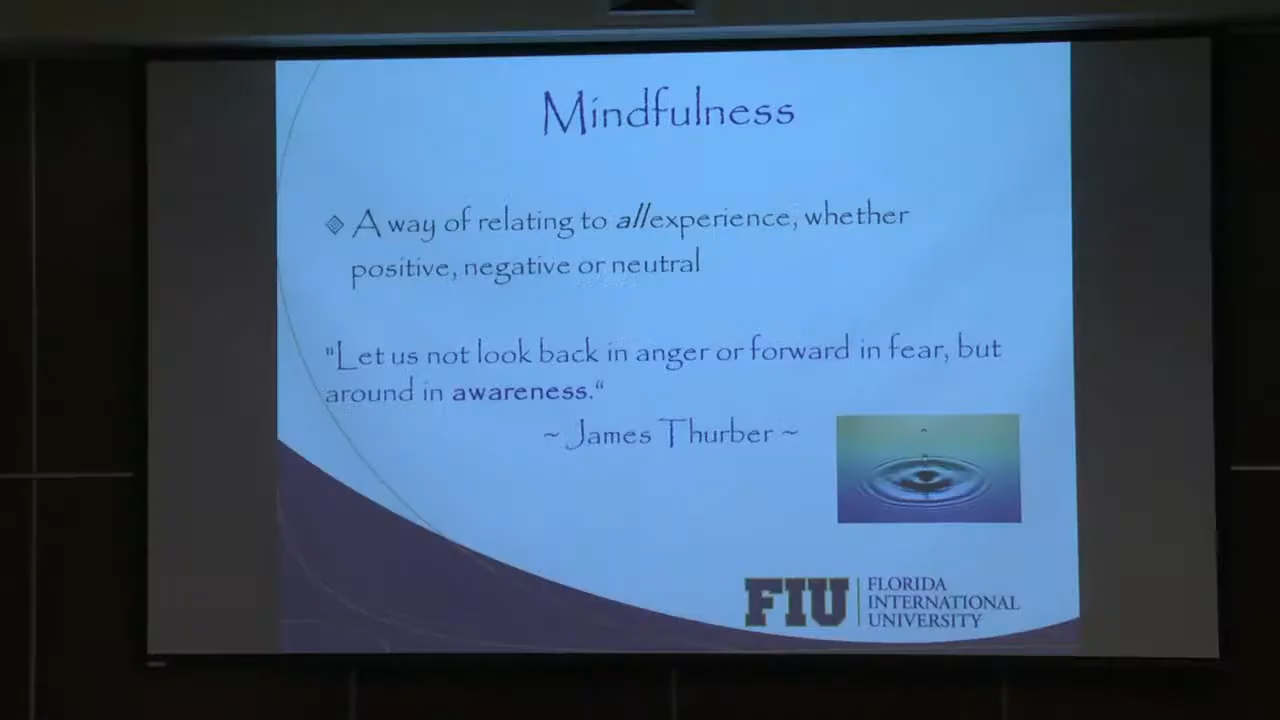 Mindfulness
A way of relating to all experience, whether
positive, negative or neutral
"Let us not look back in anger or forward in fear, but
around in awareness."
~ James Thurber ~
FIU
FLORIDA
INTERNATIONAL
UNIVERSITY